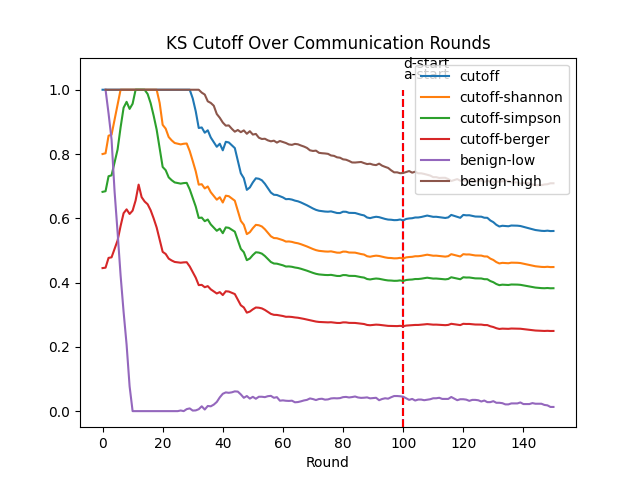 KS Cutoff Over Communication Rounds
d-start
a-start
cutoff
cutoff-shannon
cutoff-simpson
cutoff-berger
benign-low
benign-high
1.0
0.8
0.6
0.4
0.2
0.0
0 20 40 60 80 100 120 140
Round